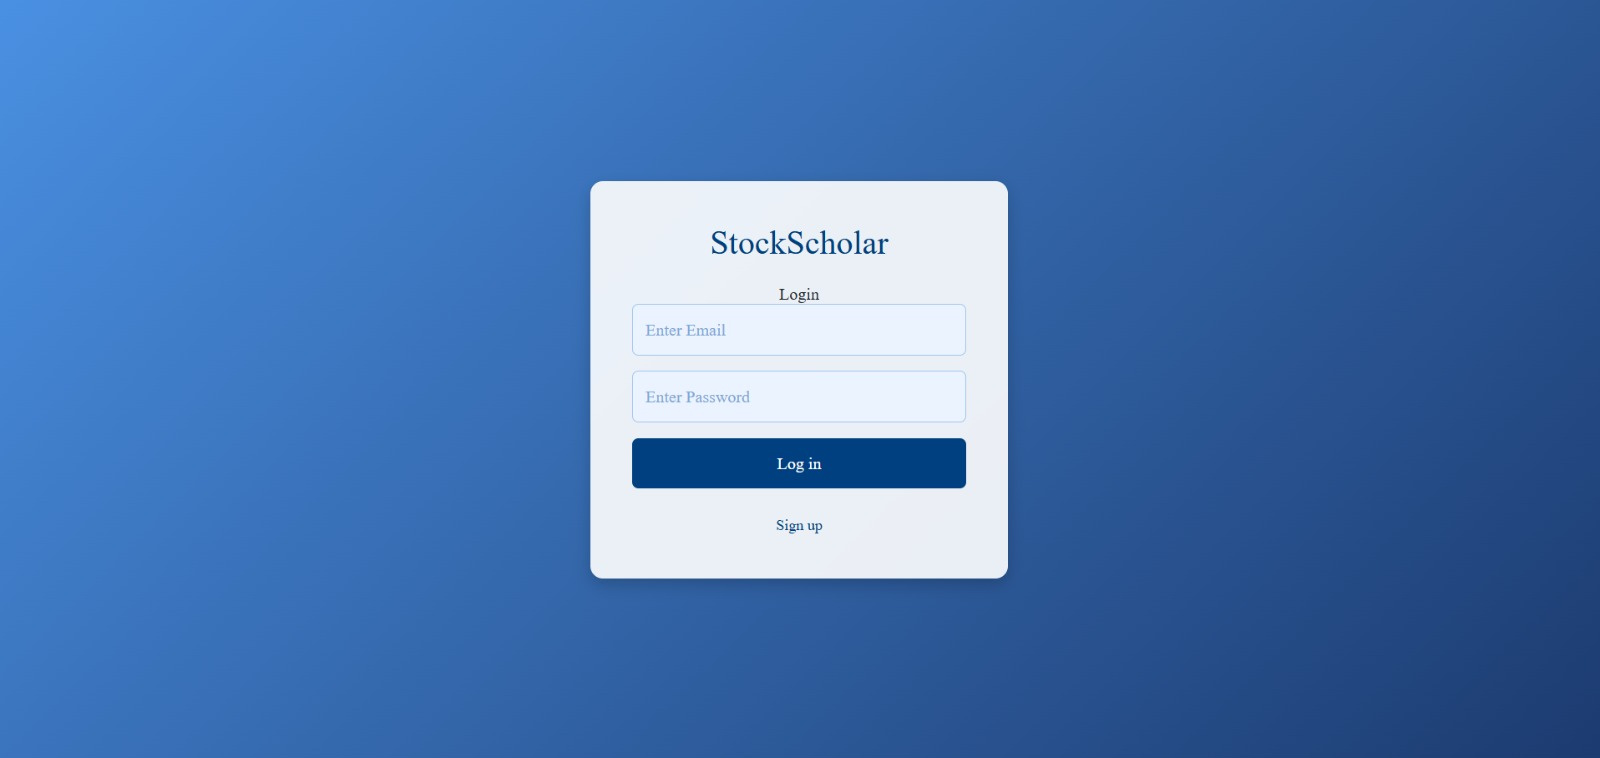 StockScholar
Login
Enter Email
Enter Password
Log in
Sign up